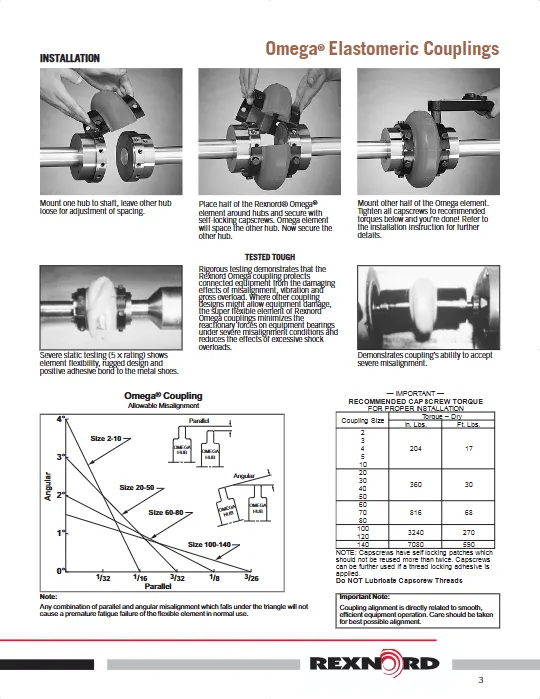 Omega® Elastomeric Couplings
INSTALLATION
Mount one hub to shaft, leave other hub
loose for adjustment of spacing.
Place half of the Rexnord® Omega®
element around hubs and secure with
self-locking capscrews. Omega element
will space the other hub. Now secure the
other hub.
Mount other half of the Omega element.
Tighten all capscrews to recommended
torques below and you're done! Refer to
the installation instruction for further
details.
TESTED TOUGH
Rigorous testing demonstrates that the
Rexnord Omega coupling protects
connected equipment from the damaging
effects of misalignment, vibration and
gross overload. Where other coupling
designs might allow equipment damage,
the super flexible element of Rexnord
Omega couplings minimizes the
reactionary forces on equipment bearings
under severe misalignment conditions and
reduces the effects of excessive shock
overloads.
Severe static testing (5 x rating) shows
element flexibility, rugged design and
positive adhesive bond to the metal shoes.
Demonstrates coupling's ability to accept
severe misalignment.
Omega® Coupling
Allowable Misalignment
4°
3°
2°
1°
0°
Angular
Size 2-10
Size 20-50
Size 60-80
Size 100-140
Parallel
OMEGA
HUB
OMEGA
HUB
Angular
OMEGA
HUB
OMEGA
HUB
1/32 1/16 3/32 1/8 3/26
Parallel
Note:
Any combination of parallel and angular misalignment which falls under the triangle will not
cause a premature fatigue failure of the flexible element in normal use.
— IMPORTANT —
RECOMMENDED CAPSCREW TORQUE
FOR PROPER INSTALLATION
Coupling Size Torque – Dry
In. Lbs. Ft. Lbs.
2
3
4 204 17
5
10
20
30 360 30
40
50
60
70 816 68
80
100 3240 270
120
140 7080 590
NOTE: Capscrews have self locking patches which
should not be reused more than twice. Capscrews
can be further used if a thread locking adhesive is
applied.
Do NOT Lubricate Capscrew Threads
Important Note:
Coupling alignment is directly related to smooth,
efficient equipment operation. Care should be taken
for best possible alignment.
REXNORD
3